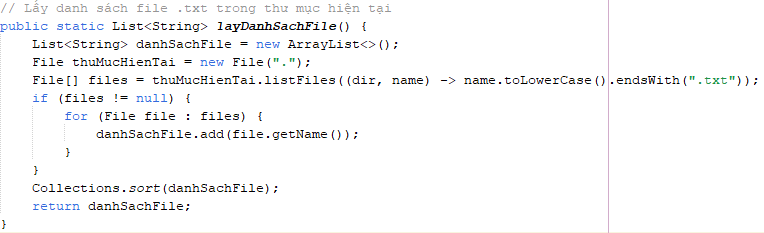 // Lấy danh sách file .txt trong thư mục hiện tại
public static List<String> layDanhSachFile() {
    List<String> danhSachFile = new ArrayList<>();
    File thuMucHienTai = new File(".");
    File[] files = thuMucHienTai.listFiles((dir, name) -> name.toLowerCase().endsWith(".txt"));
    if (files != null) {
        for (File file : files) {
            danhSachFile.add(file.getName());
        }
    }
    Collections.sort(danhSachFile);
    return danhSachFile;
}